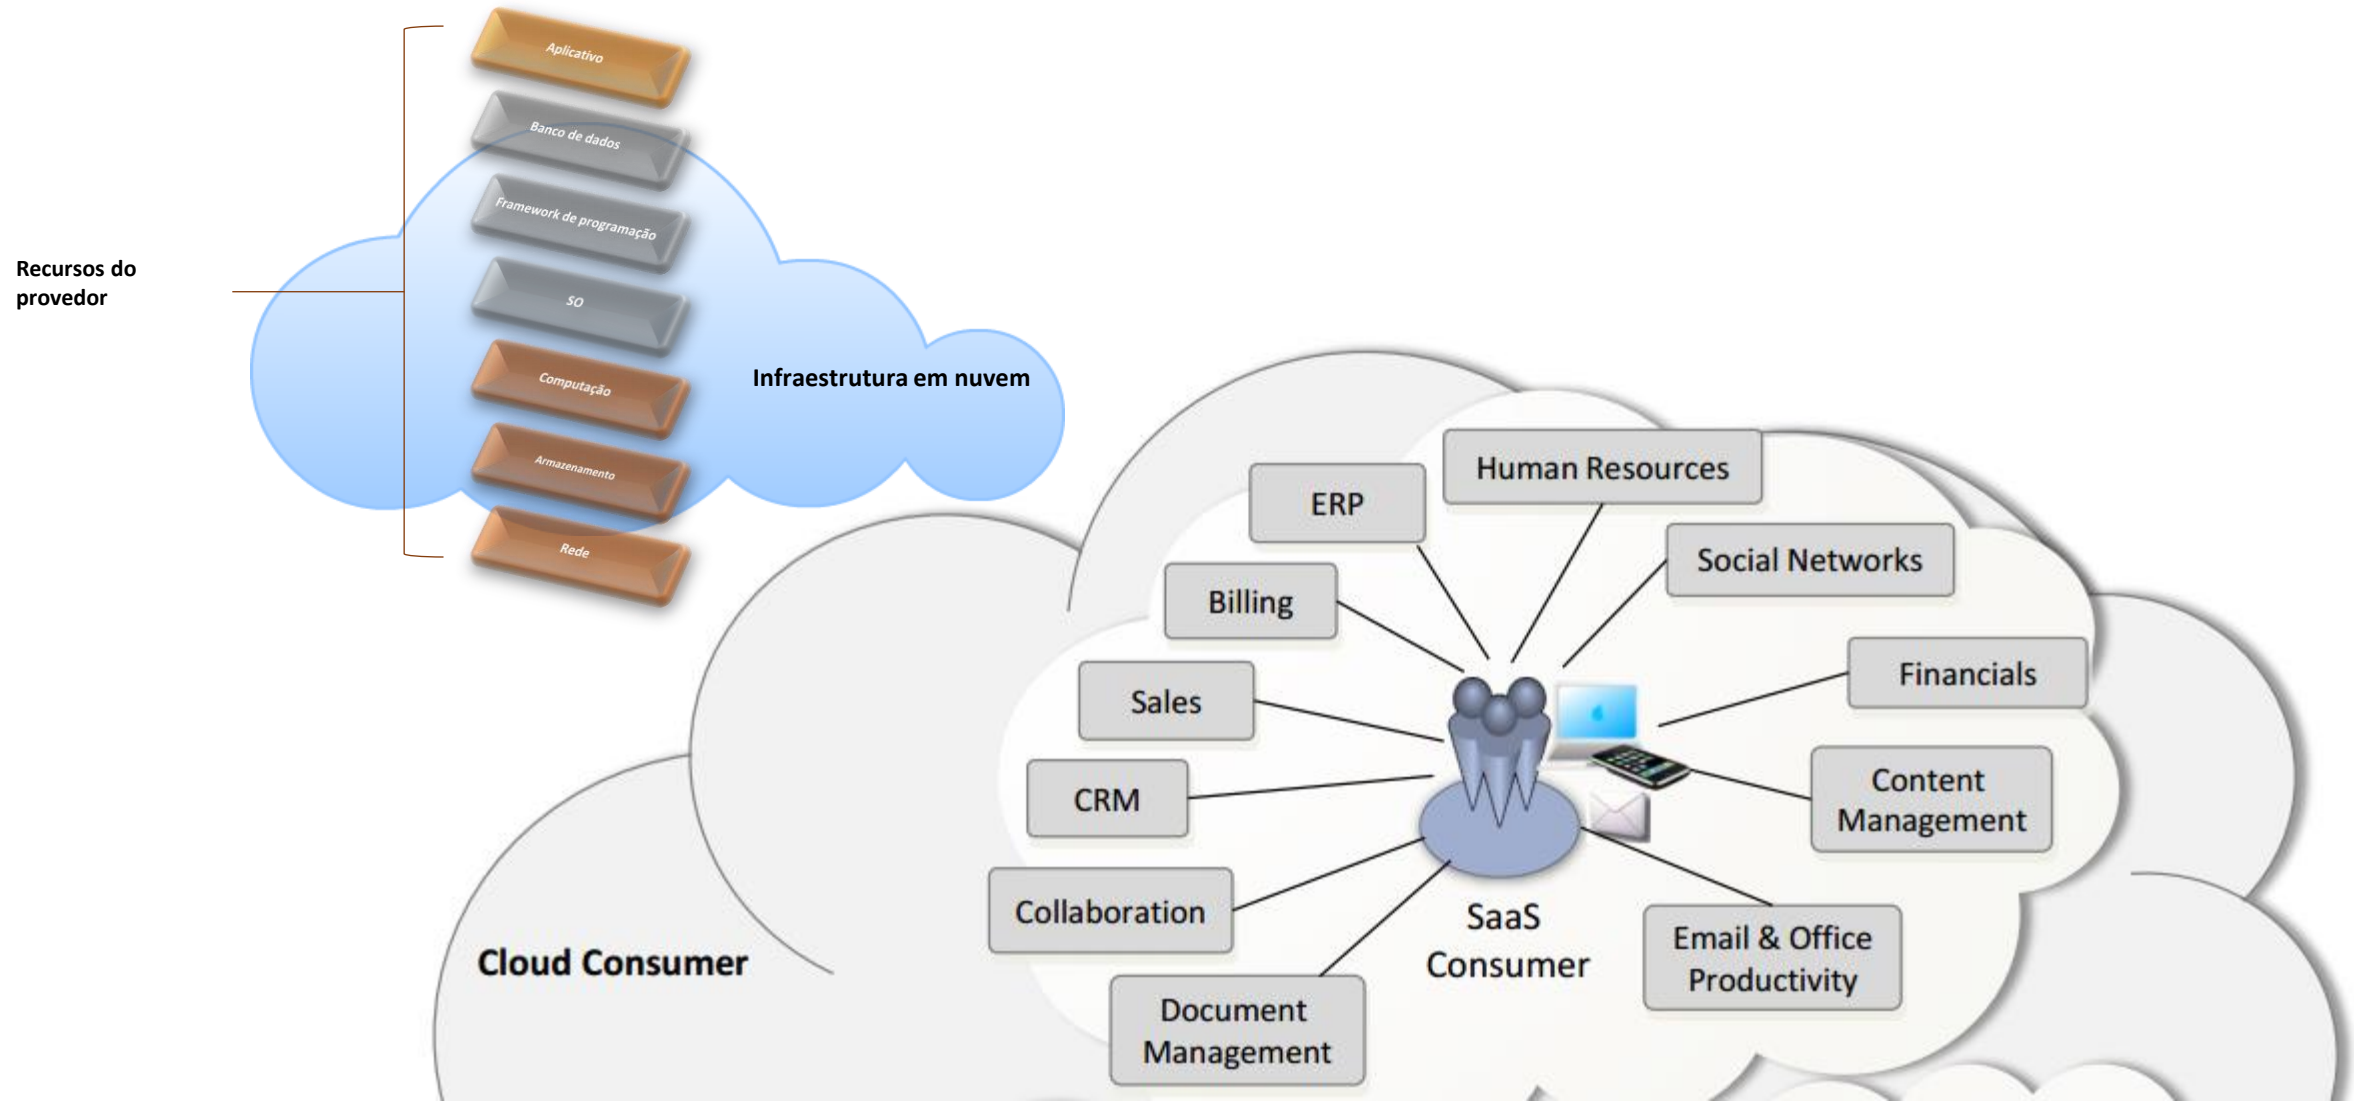 Aplicativo
Banco de dados
Framework de programação
SO
Computação
Armazenamento
Rede
Recursos do
provedor
Infraestrutura em nuvem
Human Resources
ERP
Social Networks
Billing
Financials
Sales
CRM
Content
Management
Collaboration
SaaS
Consumer
Email & Office
Productivity
Cloud Consumer
Document
Management